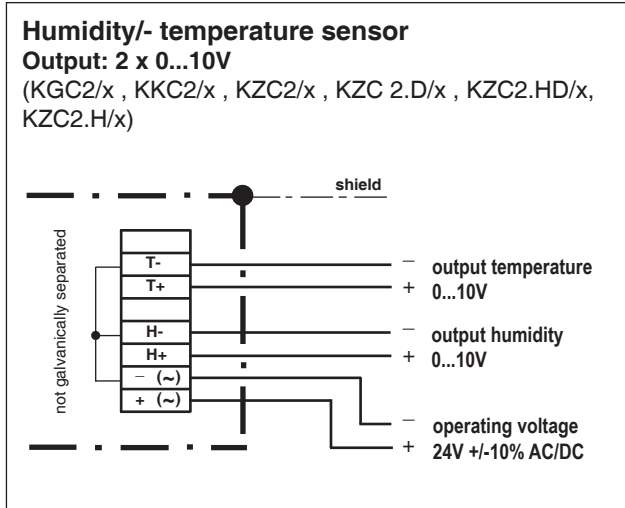 Humidity/- temperature sensor
Output: 2 x 0...10V
(KGC2/x , KKC2/x , KZC2/x , KZC 2.D/x , KZC2.HD/x,
KZC2.H/x)
shield
not galvanically separated
T-
T+
H-
H+
– (~)
+ (~)
– output temperature
+ 0...10V
– output humidity
+ 0...10V
– operating voltage
+ 24V +/-10% AC/DC